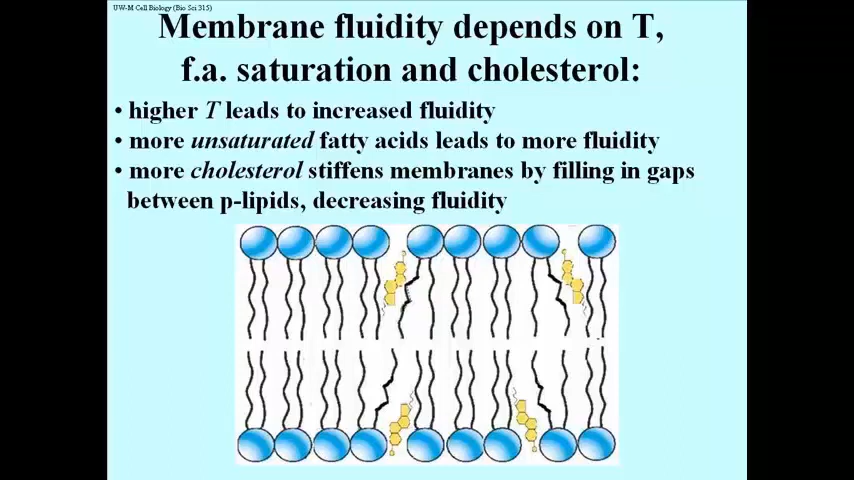 UW-M Cell Biology (Bio Sci 315)
Membrane fluidity depends on T,
f.a. saturation and cholesterol:
• higher T leads to increased fluidity
• more unsaturated fatty acids leads to more fluidity
• more cholesterol stiffens membranes by filling in gaps
between p-lipids, decreasing fluidity